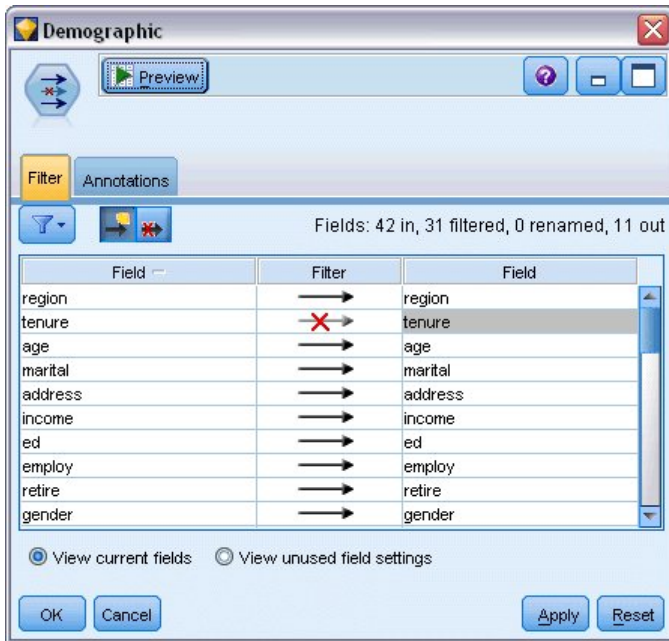 Demographic
Preview
Filter Annotations
Fields: 42 in, 31 filtered, 0 renamed, 11 out
Field Filter Field
region region
tenure tenure
age age
marital marital
address address
income income
ed ed
employ employ
retire retire
gender gender
View current fields View unused field settings
OK Cancel Apply Reset